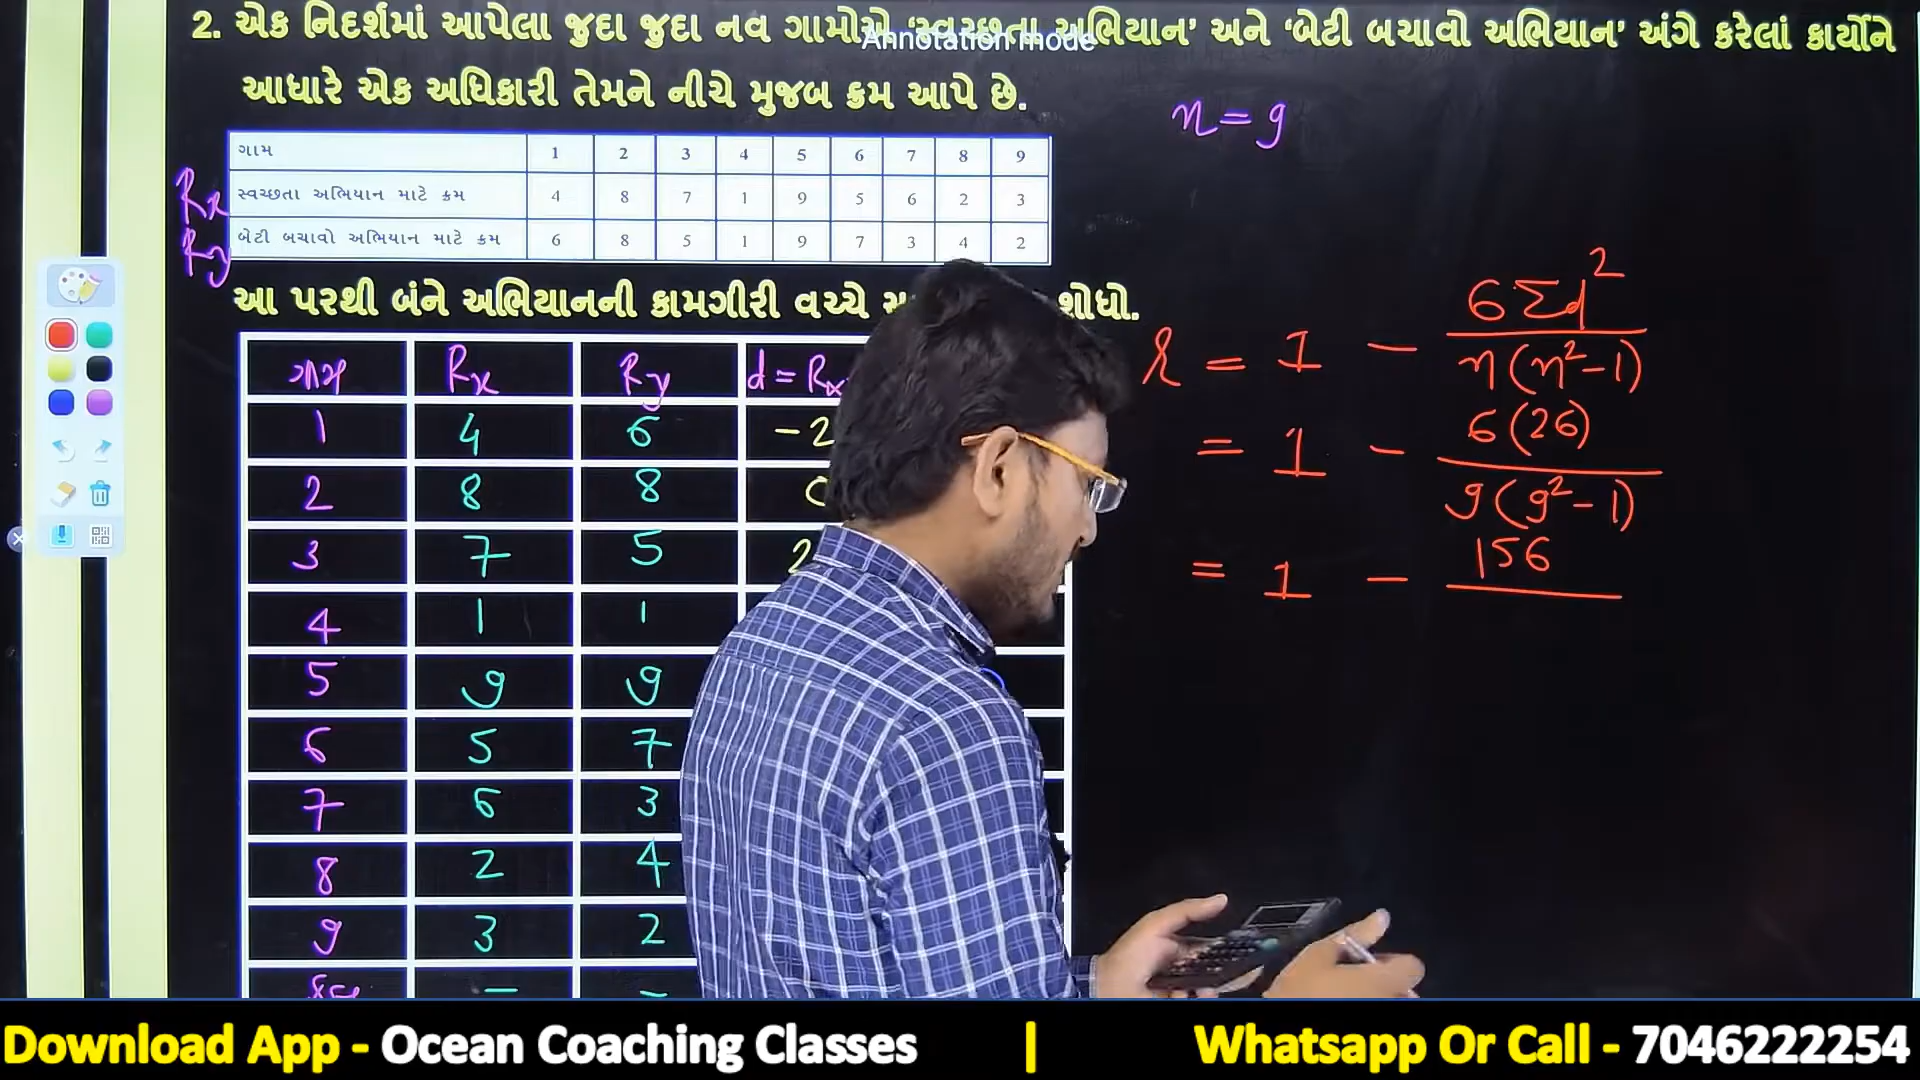 2. એક નિદર્શમાં આપેલા જુદા જુદા નવ ગામોએ ‘સ્વચ્છતા અભિયાન’ અને ‘બેટી બચાવો અભિયાન’ અંગે કરેલાં કાર્યોને
Annotation mode
આધારે એક અધિકારી તેમને નીચે મુજબ ક્રમ આપે છે.
n = 9
ગામ 1 2 3 4 5 6 7 8 9
Rx સ્વચ્છતા અભિયાન માટે ક્રમ 4 8 7 1 9 5 6 2 3
Ry બેટી બચાવો અભિયાન માટે ક્રમ 6 8 5 1 9 7 3 4 2
આ પરથી બંને અભિયાનની કામગીરી વચ્ચે શોધો.
ગામ Rx Ry d = Rx
1 4 6 -2
2 8 8 0
3 7 5 2
4 1 1
5 9 9
6 5 7
7 6 3
8 2 4
9 3 2
- -
r = 1 - 6Σd² / n(n²-1)
= 1 - 6(26) / 9(9²-1)
= 1 - 156
Download App - Ocean Coaching Classes | Whatsapp Or Call - 7046222254